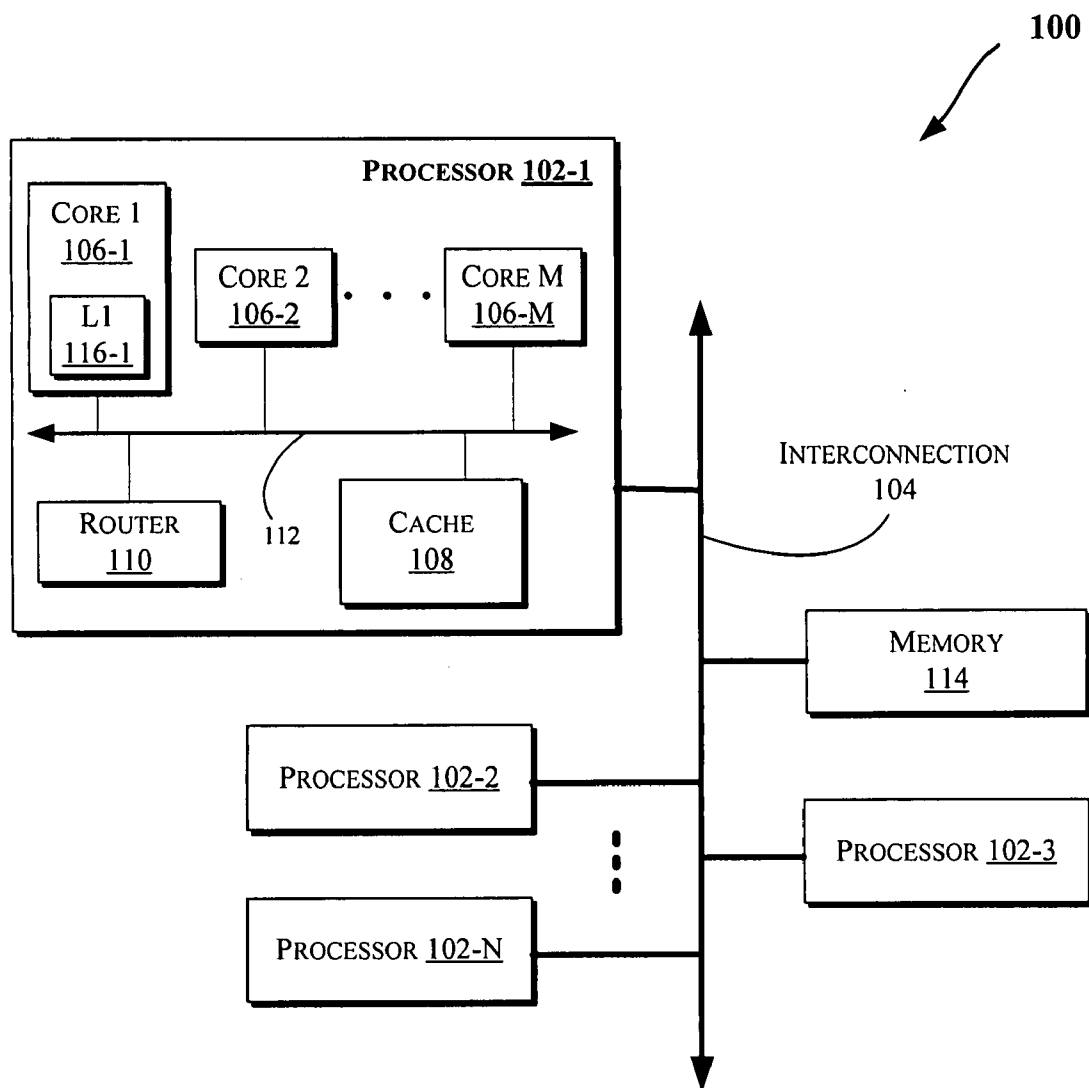 100
PROCESSOR 102-1
CORE 1
106-1
L1
116-1
CORE 2
106-2
CORE M
106-M
ROUTER
110
112
CACHE
108
INTERCONNECTION
104
MEMORY
114
PROCESSOR 102-2
PROCESSOR 102-3
PROCESSOR 102-N